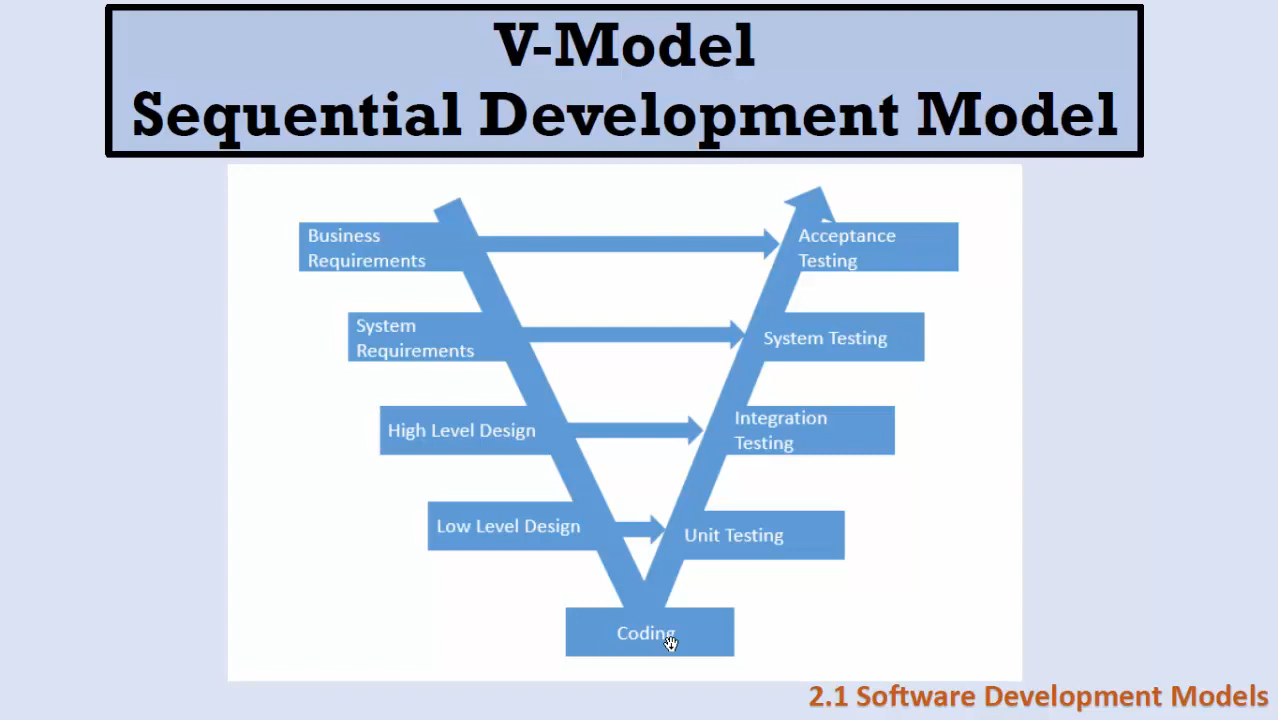 V-Model
Sequential Development Model
Business
Requirements
Acceptance
Testing
System
Requirements
System Testing
High Level Design
Integration
Testing
Low Level Design
Unit Testing
Coding
2.1 Software Development Models